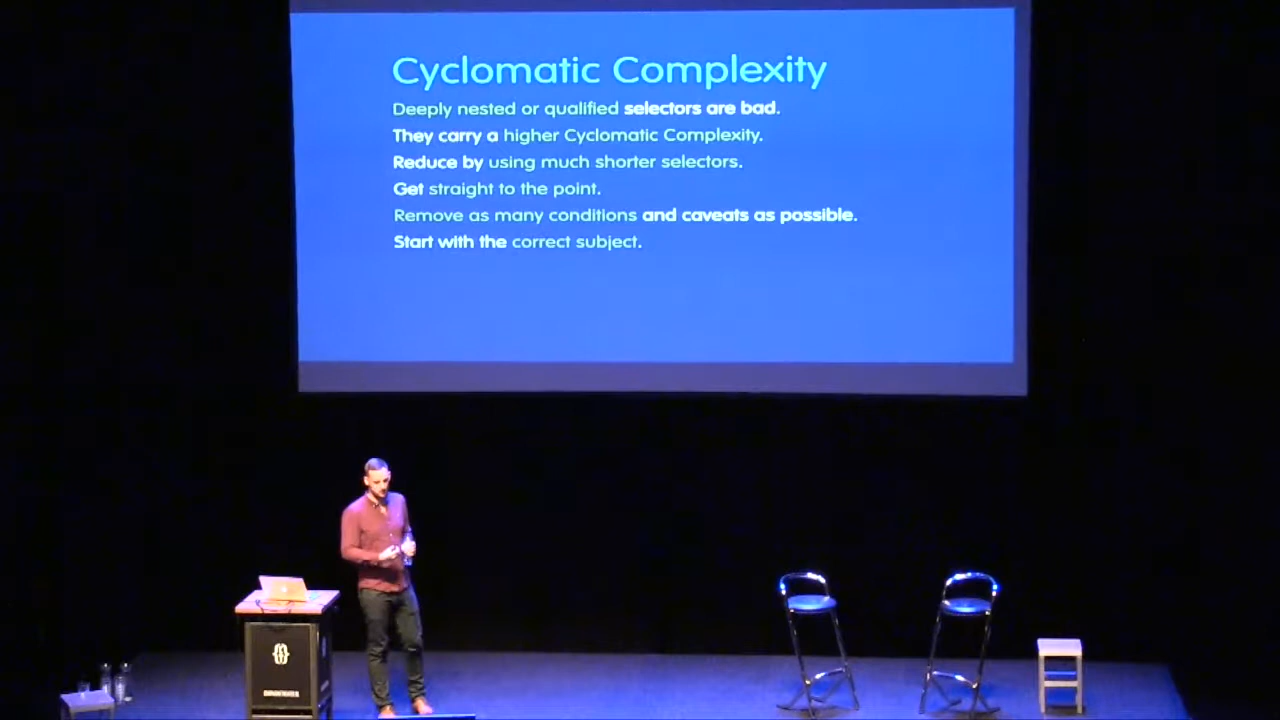 Cyclomatic Complexity
Deeply nested or qualified selectors are bad.
They carry a higher Cyclomatic Complexity.
Reduce by using much shorter selectors.
Get straight to the point.
Remove as many conditions and caveats as possible.
Start with the correct subject.